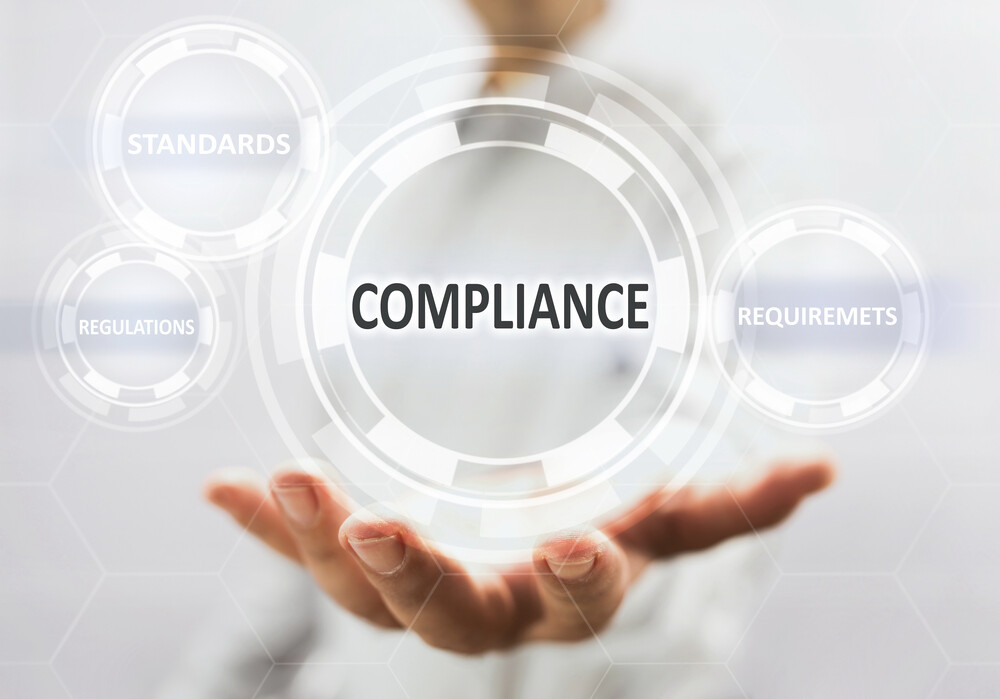 STANDARDS
REGULATIONS
COMPLIANCE
REQUIREMETS